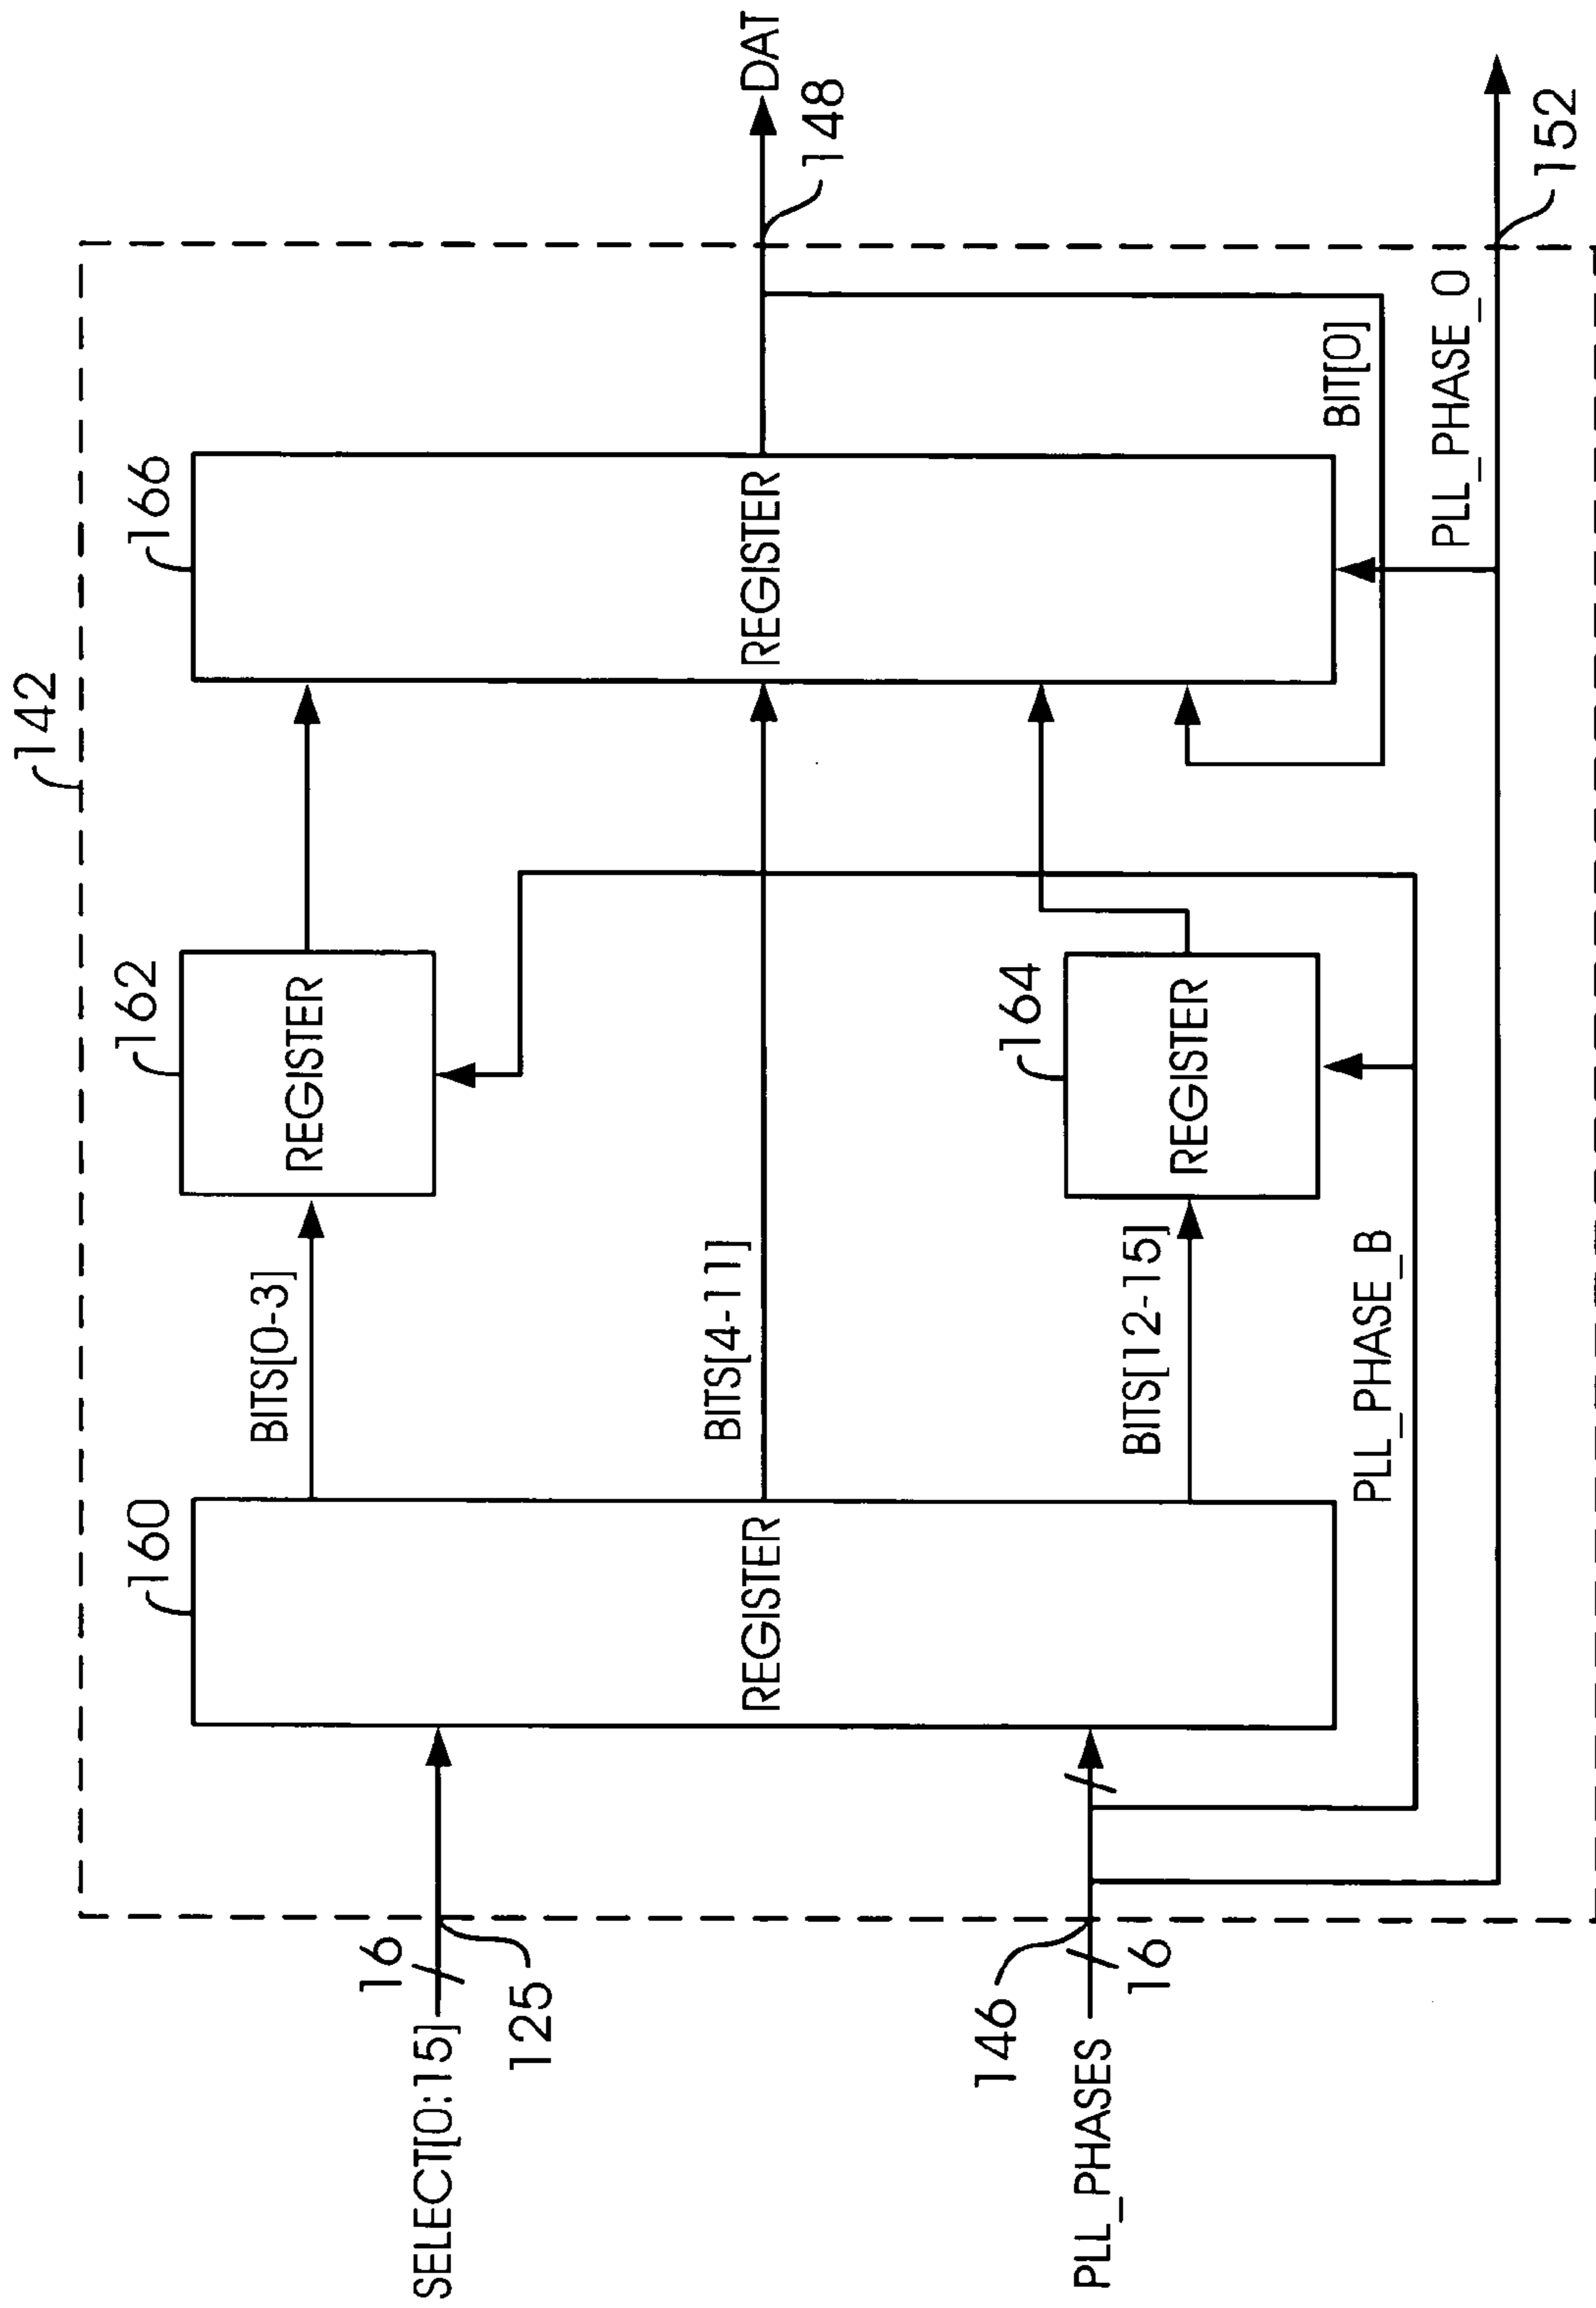 142
160
162
166
SELECT[0:15]
16
125
REGISTER
BITS[0-3]
REGISTER
BITS[4-11]
REGISTER
DAT
148
164
BITS[12-15]
REGISTER
146
PLL_PHASES
16
PLL_PHASE_B
BIT[0]
PLL_PHASE_0
152